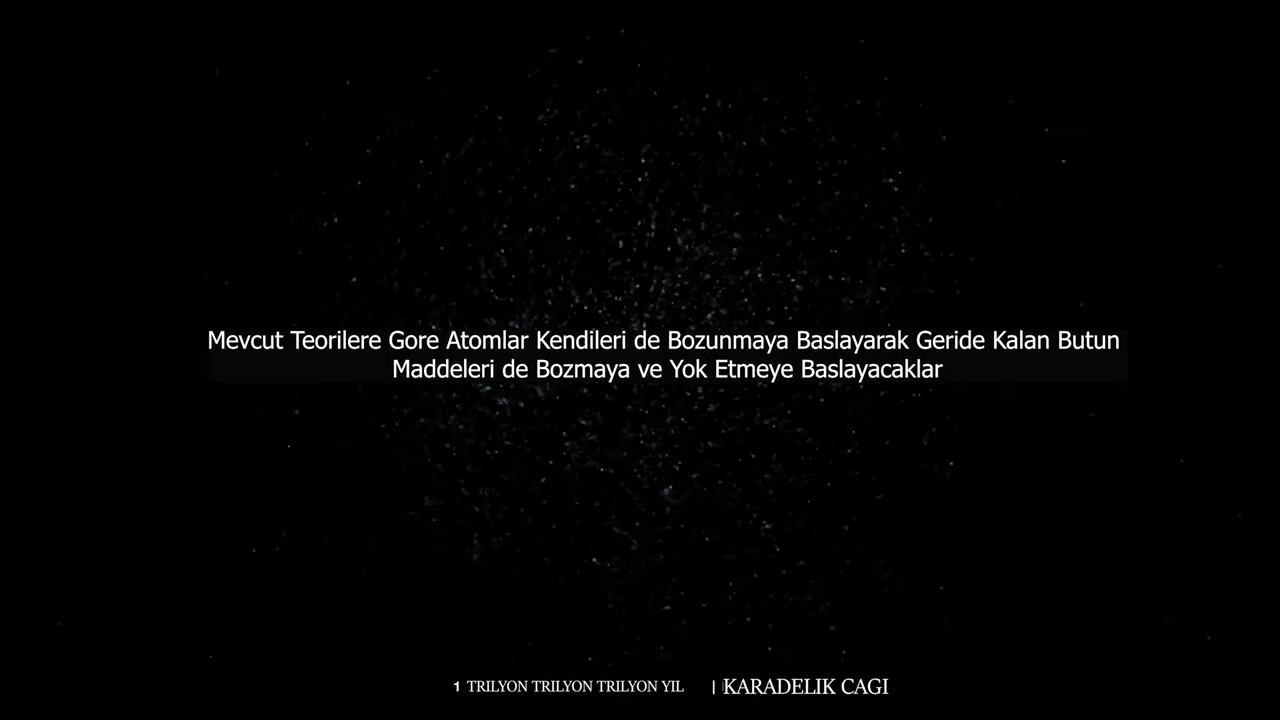 Mevcut Teorilere Gore Atomlar Kendileri de Bozunmaya Baslayarak Geride Kalan Butun
Maddeleri de Bozmaya ve Yok Etmeye Baslayacaklar
1 TRILYON TRILYON TRILYON YIL | KARADELIK CAGI